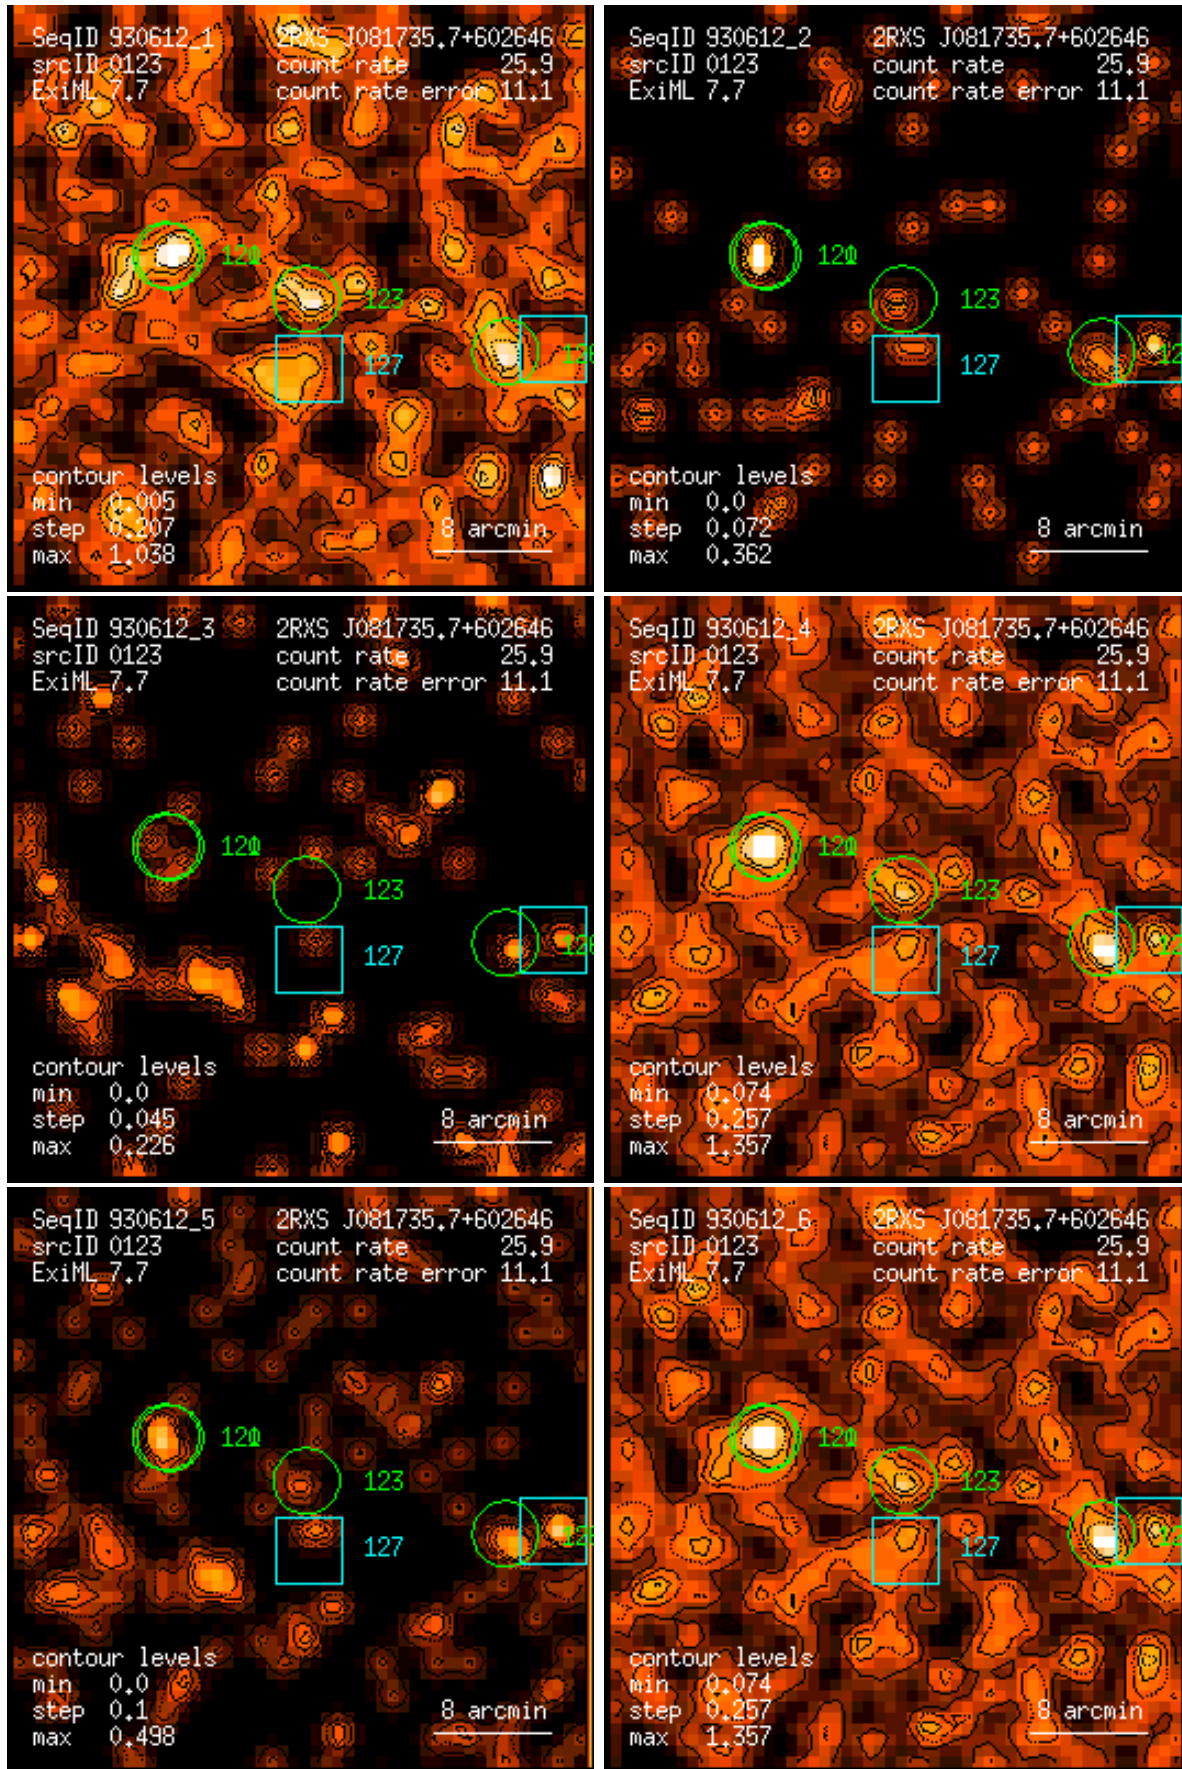 SeqID 930612_1 2RXS J081735.7+602646
srcID 0123 count rate 25.9
ExiML 7.7 count rate error 11.1
123
127
contour levels
min 0.005
step 0.207 8 arcmin
max 1.038
SeqID 930612_2 2RXS J081735.7+602646
srcID 0123 count rate 25.9
ExiML 7.7 count rate error 11.1
123
127
contour levels
min 0.0
step 0.072 8 arcmin
max 0.362
SeqID 930612_3 2RXS J081735.7+602646
srcID 0123 count rate 25.9
ExiML 7.7 count rate error 11.1
123
127
contour levels
min 0.0
step 0.045 8 arcmin
max 0.226
SeqID 930612_4 2RXS J081735.7+602646
srcID 0123 count rate 25.9
ExiML 7.7 count rate error 11.1
123
127
contour levels
min 0.074
step 0.257 8 arcmin
max 1.357
SeqID 930612_5 2RXS J081735.7+602646
srcID 0123 count rate 25.9
ExiML 7.7 count rate error 11.1
123
127
contour levels
min 0.0
step 0.1 8 arcmin
max 0.498
SeqID 930612_6 2RXS J081735.7+602646
srcID 0123 count rate 25.9
ExiML 7.7 count rate error 11.1
123
127
contour levels
min 0.074
step 0.257 8 arcmin
max 1.357